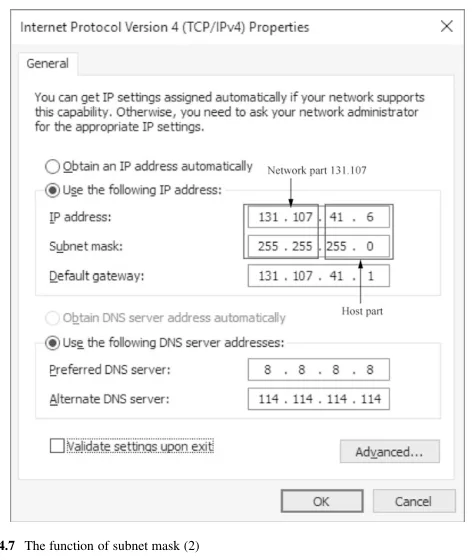 Internet Protocol Version 4 (TCP/IPv4) Properties
General
You can get IP settings assigned automatically if your network supports
this capability. Otherwise, you need to ask your network administrator
for the appropriate IP settings.
Obtain an IP address automatically
Network part 131.107
Use the following IP address:
IP address: 131 . 107 . 41 . 6
Subnet mask: 255 . 255 . 255 . 0
Default gateway: 131 . 107 . 41 . 1
Host part
Obtain DNS server address automatically
Use the following DNS server addresses:
Preferred DNS server: 8 . 8 . 8 . 8
Alternate DNS server: 114 . 114 . 114 . 114
Validate settings upon exit
Advanced...
OK Cancel
4.7 The function of subnet mask (2)